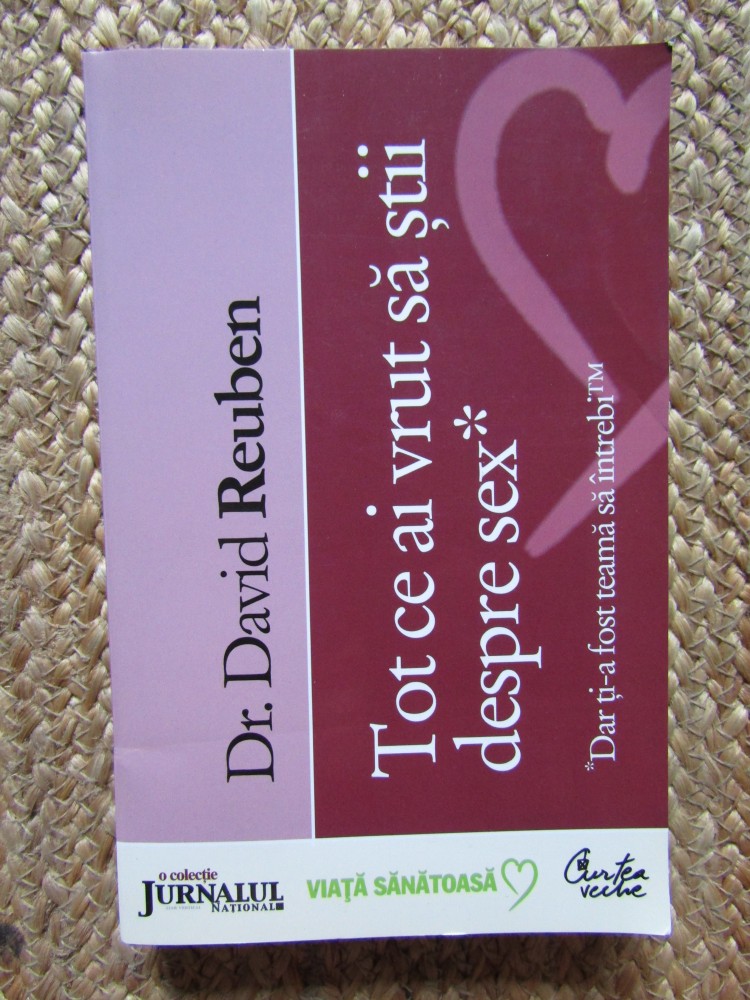 Dr. David Reuben
Tot ce ai vrut să știi
despre sex*
*Dar ți-a fost teamă să întrebi™
o colecție
JURNALUL
NAȚIONAL
VIAȚĂ SĂNĂTOASĂ
Curtea
veche